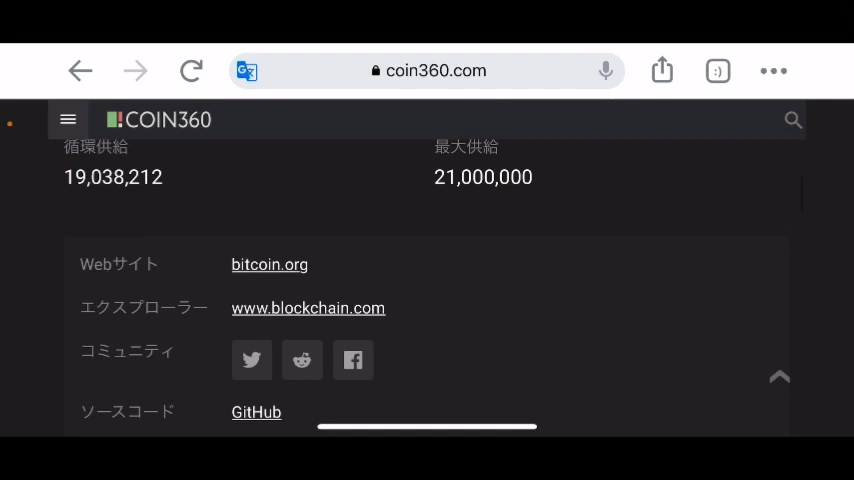 coin360.com
:)
COIN360
循環供給 最大供給
19,038,212 21,000,000
Webサイト bitcoin.org
エクスプローラー www.blockchain.com
コミュニティ
ソースコード GitHub